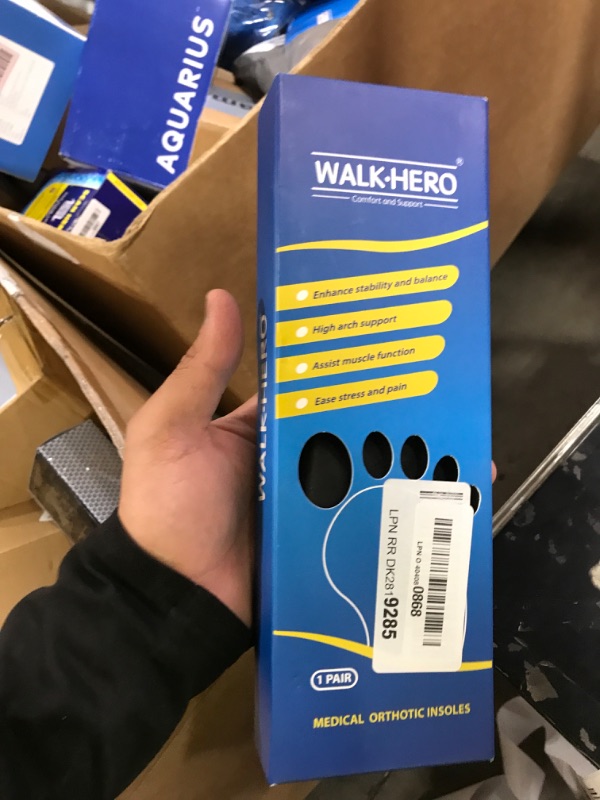 AQUARIUS
WALK·HERO®
Comfort and Support
Enhance stability and balance
High arch support
Assist muscle function
Ease stress and pain
WALK·HERO
LPN RR DK2819285
1 PAIR
MEDICAL ORTHOTIC INSOLES